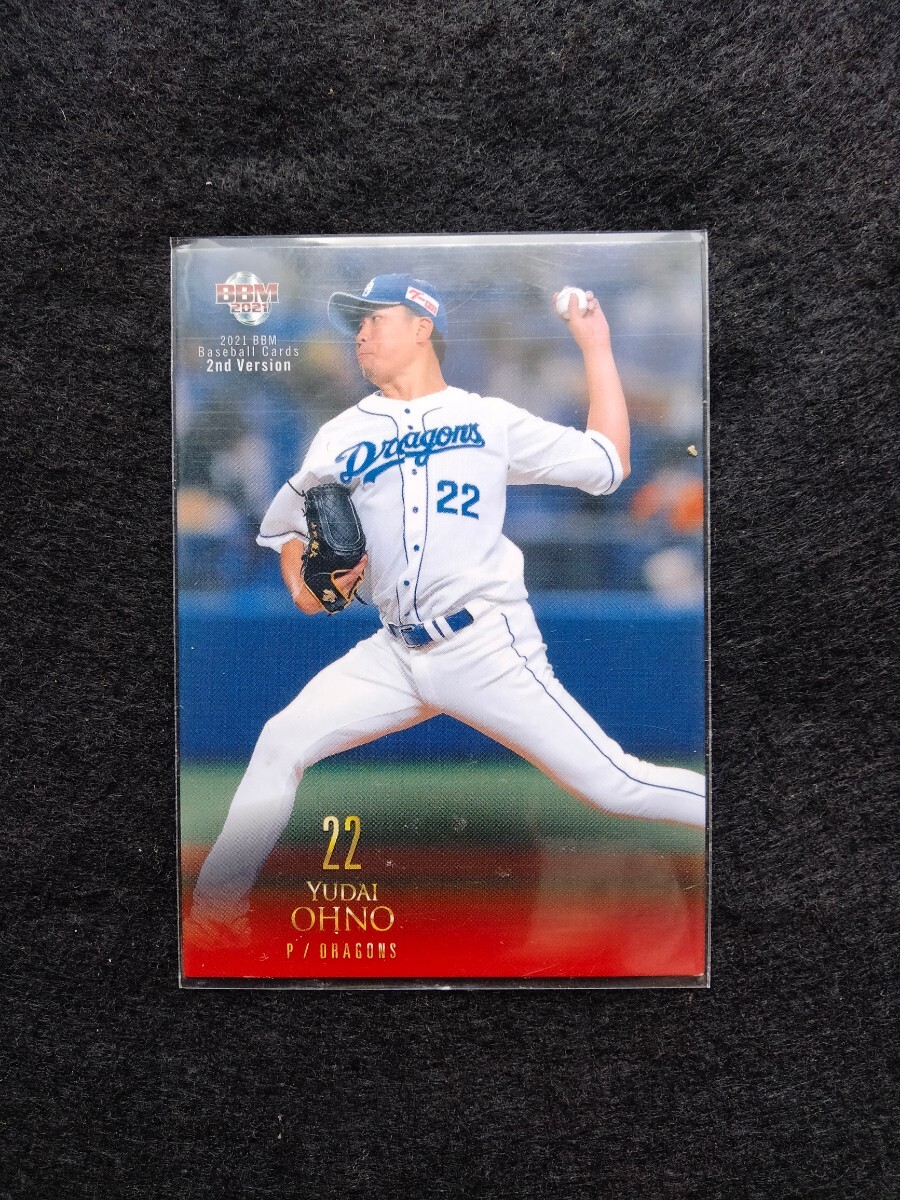 BBM
2021
2021 BBM
Baseball Cards
2nd Version
Dragons
22
22
YUDAI
OHNO
P / DRAGONS